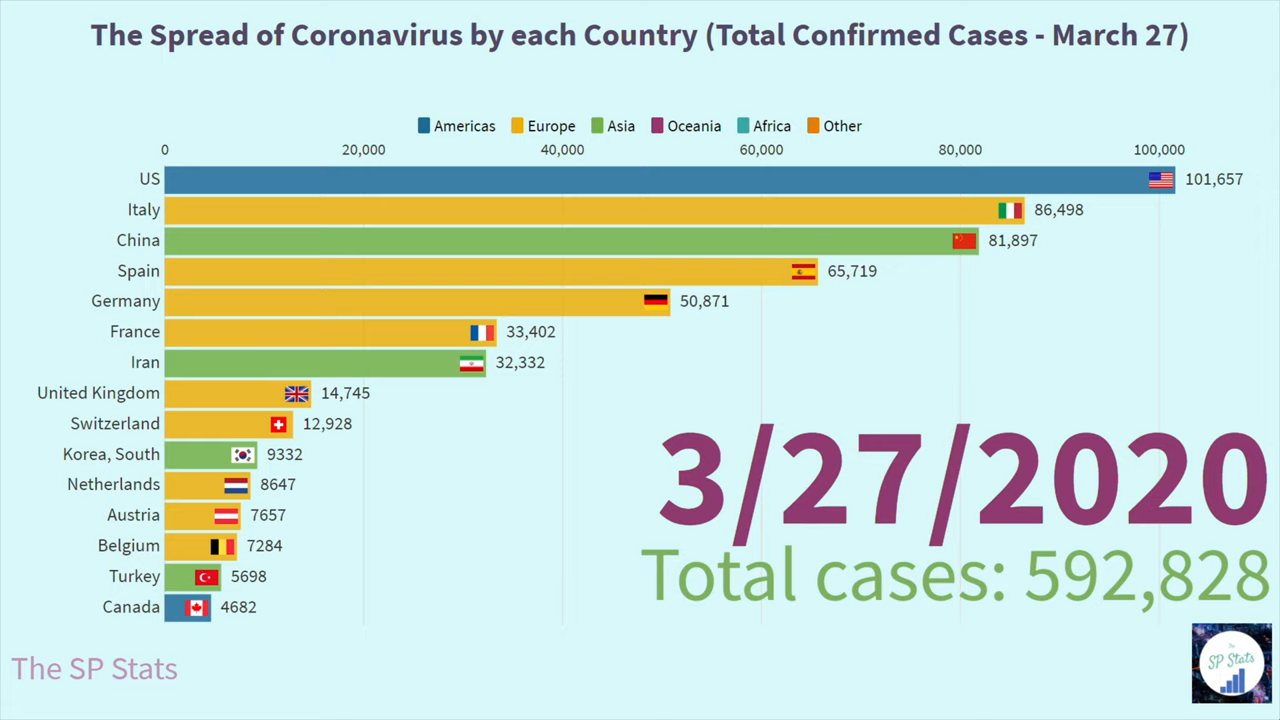 The Spread of Coronavirus by each Country (Total Confirmed Cases - March 27)
Americas Europe Asia Oceania Africa Other
0 20,000 40,000 60,000 80,000 100,000
US 101,657
Italy 86,498
China 81,897
Spain 65,719
Germany 50,871
France 33,402
Iran 32,332
United Kingdom 14,745
Switzerland 12,928
Korea, South 9332
Netherlands 8647
Austria 7657
Belgium 7284
Turkey 5698
Canada 4682
3/27/2020
Total cases: 592,828
The SP Stats
The
SP Stats